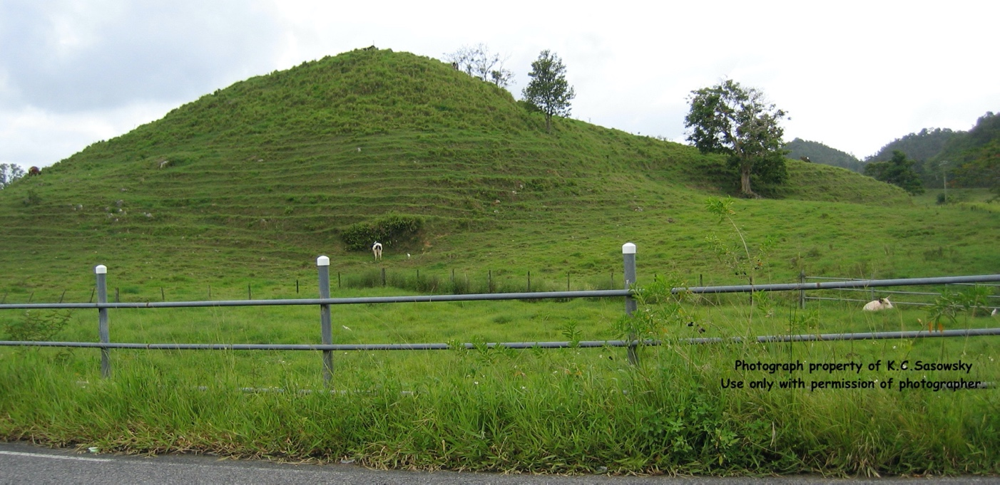 Photograph property of K.C.Sasowsky
Use only with permission of photographer